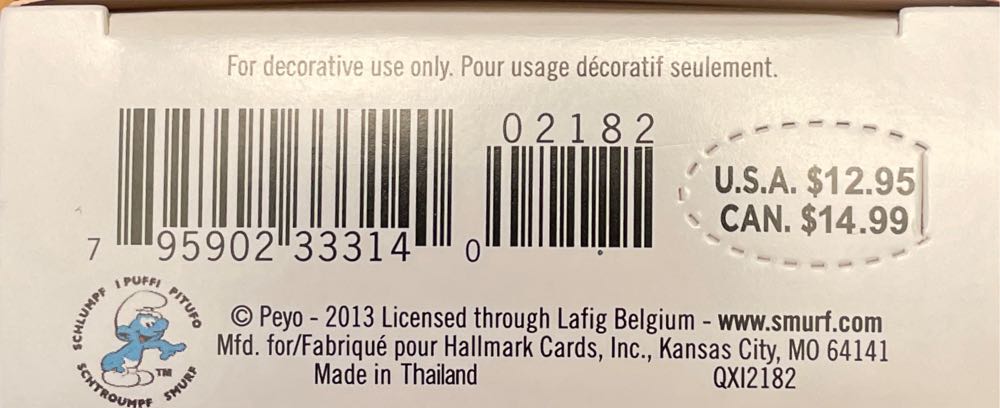 For decorative use only. Pour usage décoratif seulement.
02182
7 95902 33314 0
U.S.A. $12.95
CAN. $14.99
SCHLUMPF I PUFFI PITUFO
SCHTROUMPF SMURF
TM
© Peyo - 2013 Licensed through Lafig Belgium - www.smurf.com
Mfd. for/Fabriqué pour Hallmark Cards, Inc., Kansas City, MO 64141
Made in Thailand
QXI2182